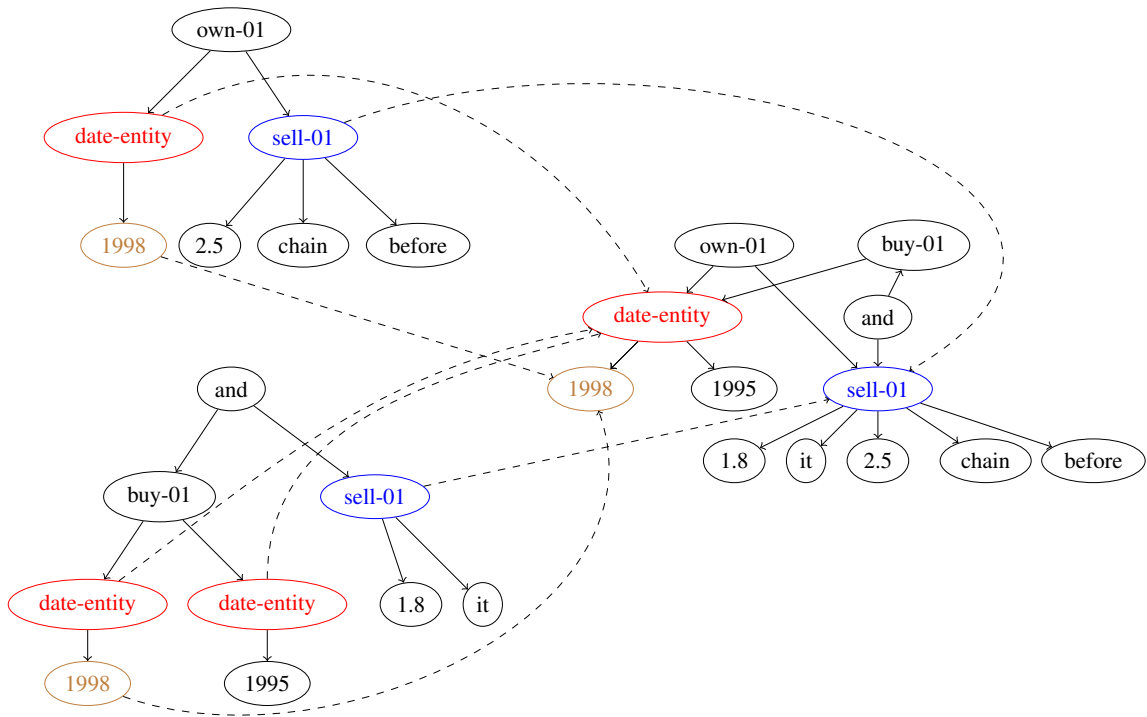 own-01
date-entity
sell-01
1998
2.5
chain
before
own-01
buy-01
date-entity
and
1998
1995
sell-01
1.8
it
2.5
chain
before
and
buy-01
sell-01
date-entity
date-entity
1.8
it
1998
1995